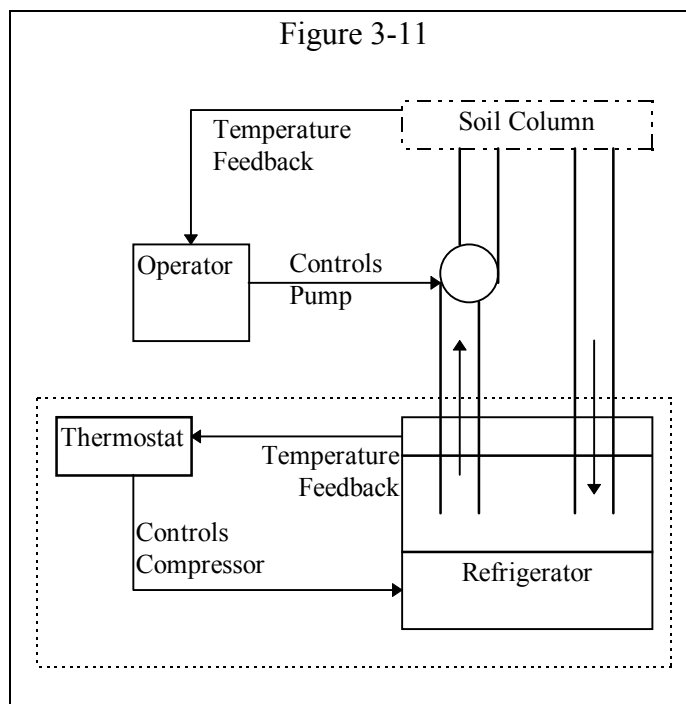 Figure 3-11
Soil Column
Temperature
Feedback
Operator
Controls
Pump
Thermostat
Temperature
Feedback
Controls
Compressor
Refrigerator